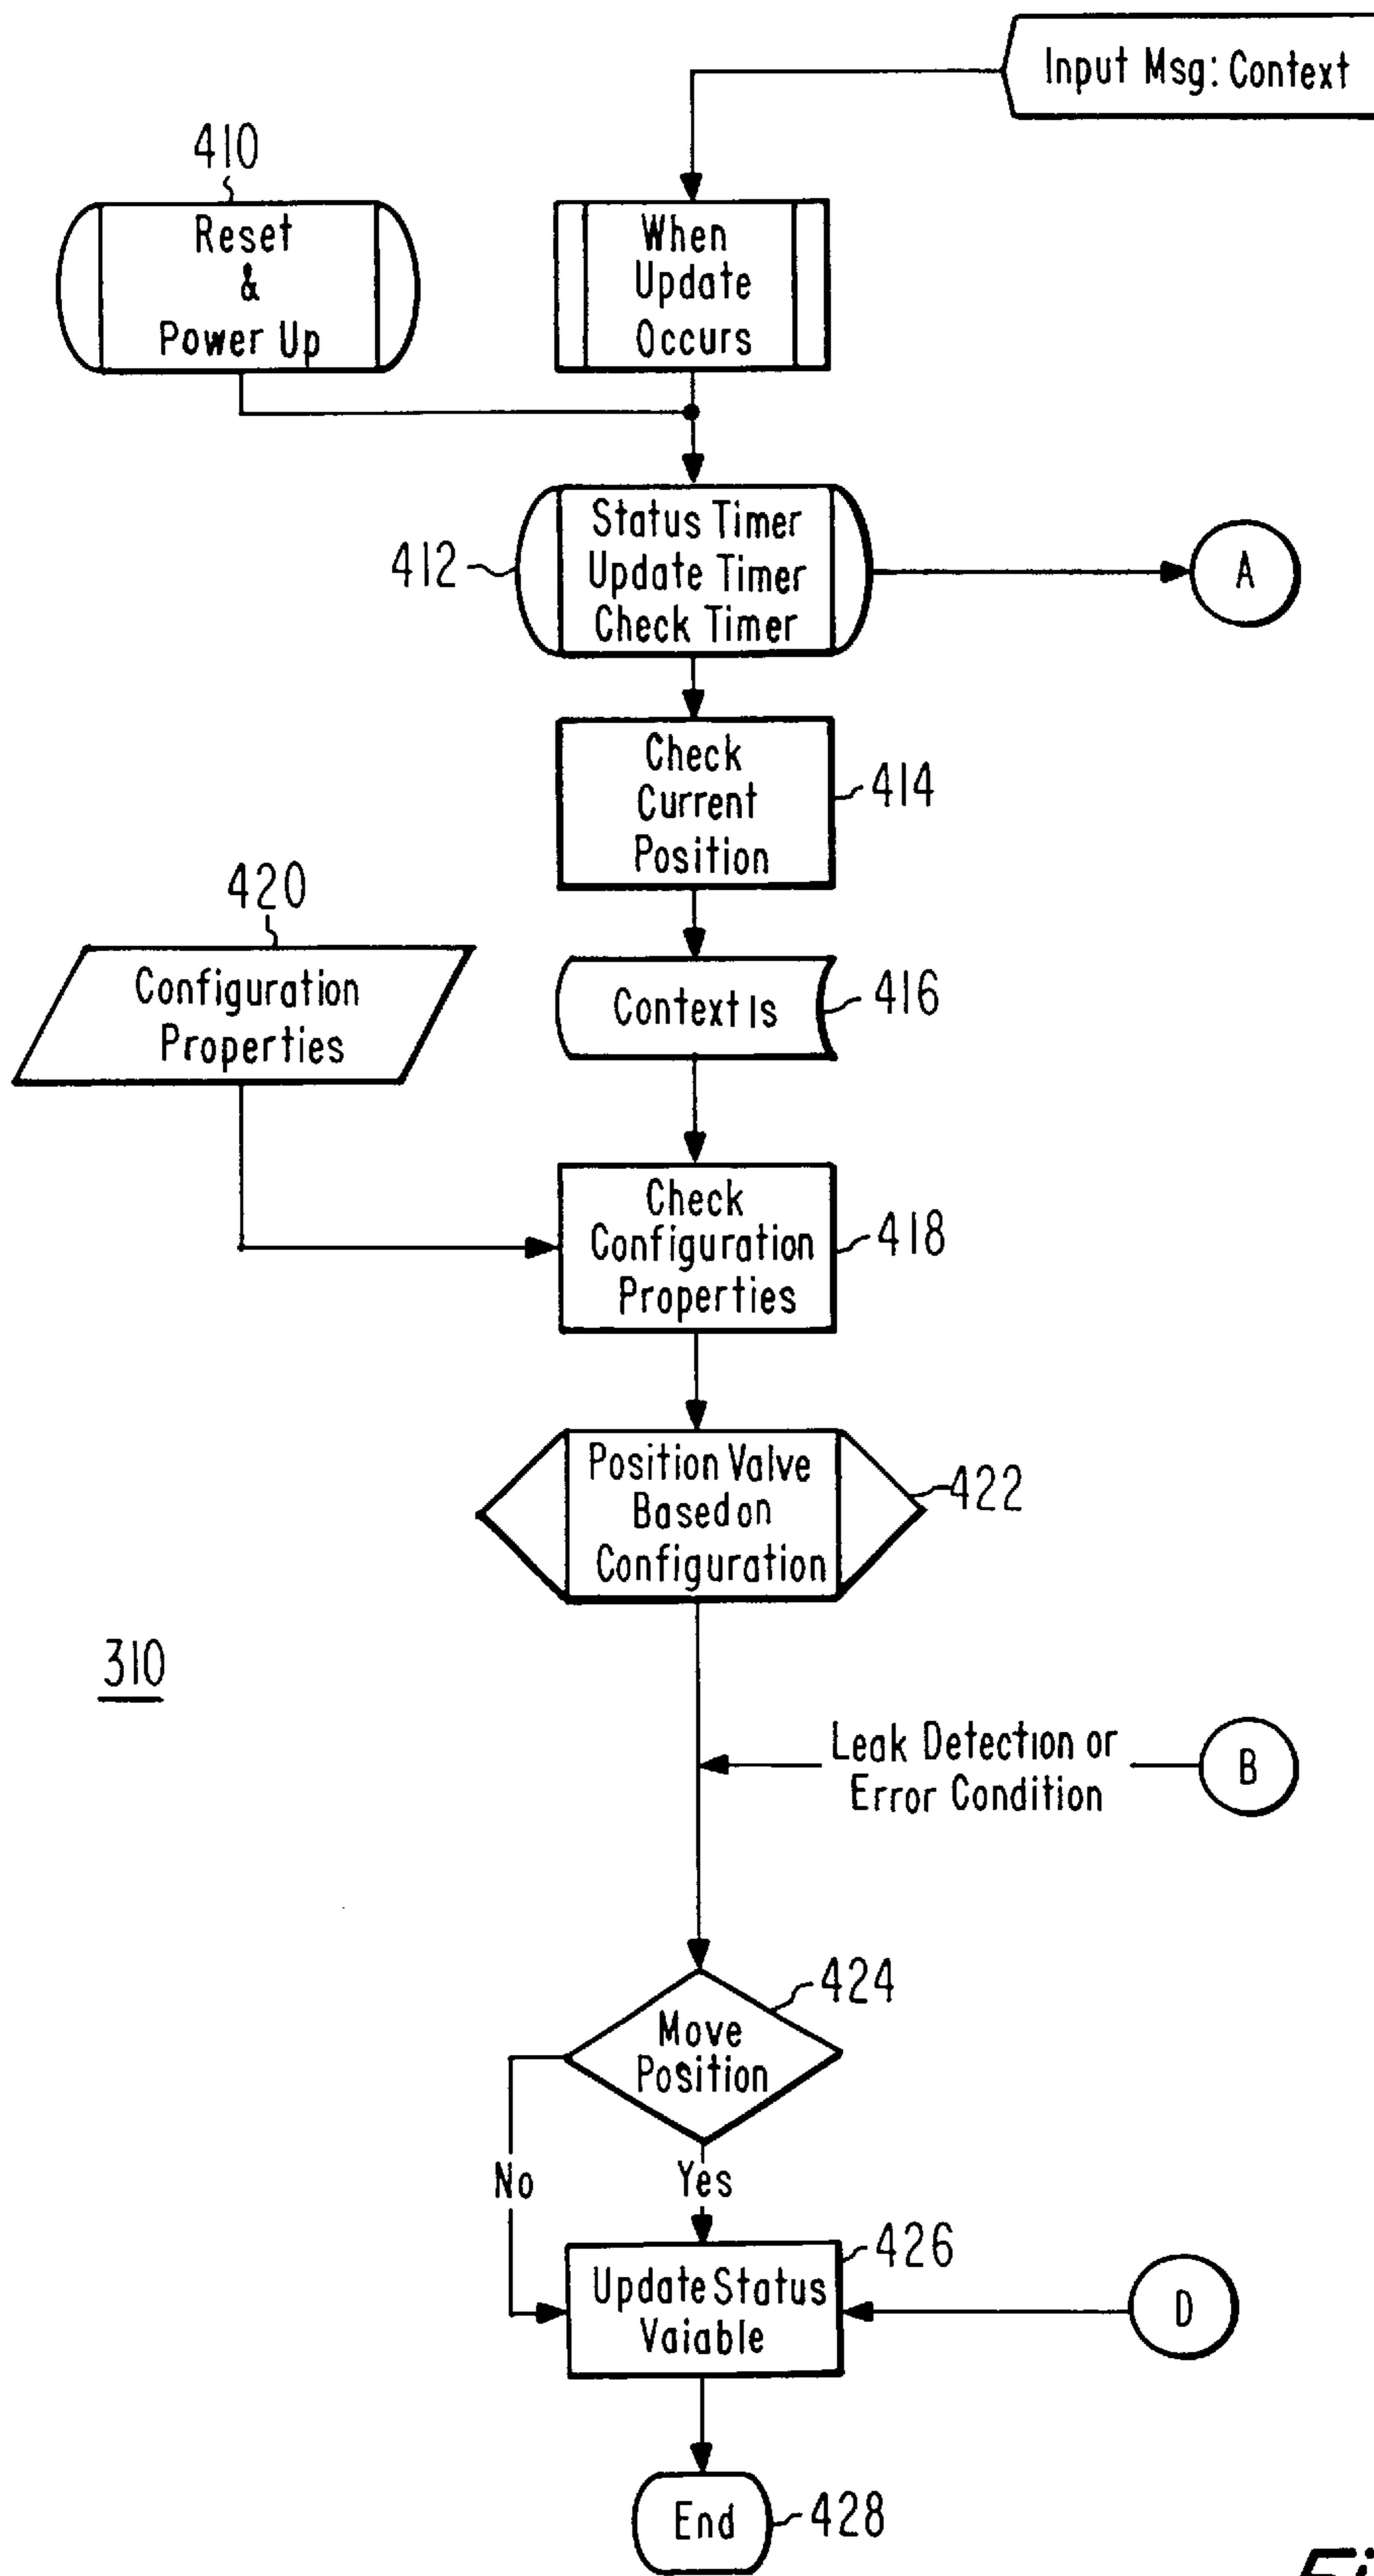 Input Msg: Context
410
Reset
&
Power Up
When
Update
Occurs
412
Status Timer
Update Timer
Check Timer
A
Check
Current
Position
414
420
Configuration
Properties
Context Is
416
Check
Configuration
Properties
418
Position Valve
Based on
Configuration
422
310
Leak Detection or
Error Condition
B
424
Move
Position
No
Yes
426
Update Status
Vaiable
D
End
428